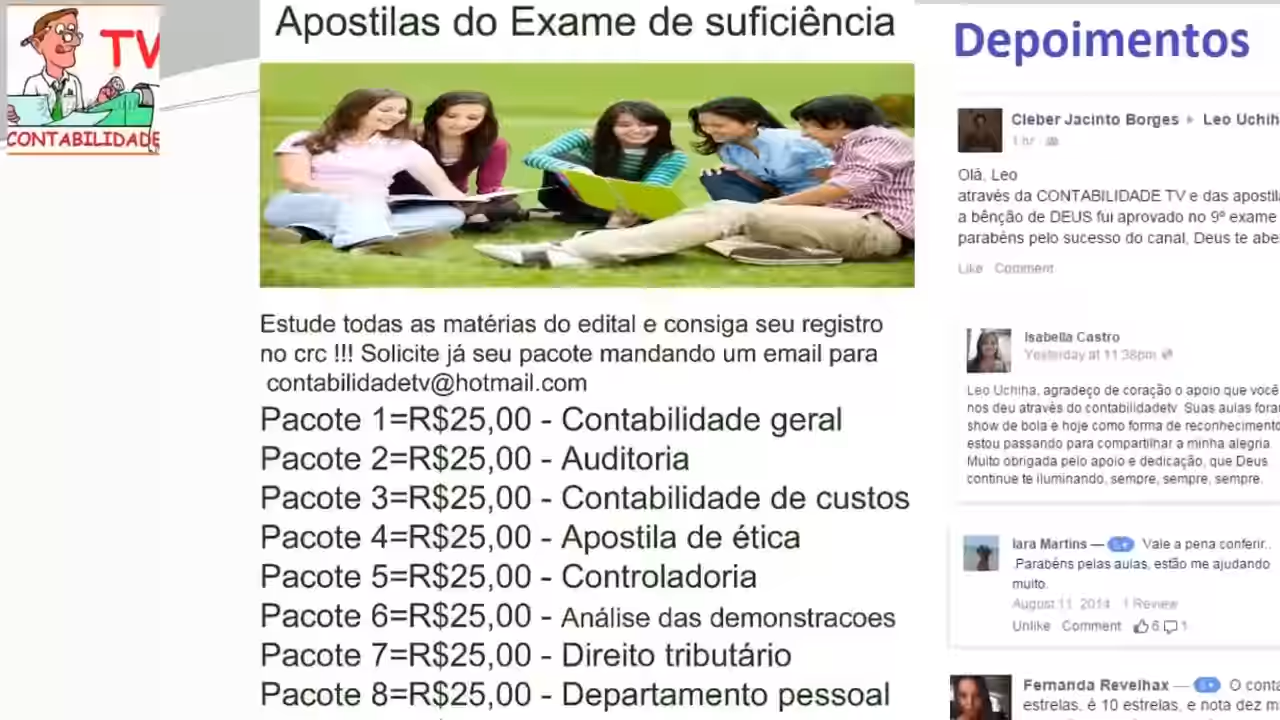 TV
CONTABILIDADE
Apostilas do Exame de suficiência
Estude todas as matérias do edital e consiga seu registro
no crc !!! Solicite já seu pacote mandando um email para
contabilidadetv@hotmail.com
Pacote 1=R$25,00 - Contabilidade geral
Pacote 2=R$25,00 - Auditoria
Pacote 3=R$25,00 - Contabilidade de custos
Pacote 4=R$25,00 - Apostila de ética
Pacote 5=R$25,00 - Controladoria
Pacote 6=R$25,00 - Análise das demonstracoes
Pacote 7=R$25,00 - Direito tributário
Pacote 8=R$25,00 - Departamento pessoal
Depoimentos
Cleber Jacinto Borges Leo Uchiha
1 hr
Olá, Leo
através da CONTABILIDADE TV e das apostil
a bênção de DEUS fui aprovado no 9º exame
parabéns pelo sucesso do canal, Deus te abe
Like Comment
Isabella Castro
Yesterday at 11:38pm
Leo Uchiha, agradeço de coração o apoio que você
nos deu através do contabilidadetv. Suas aulas fora
show de bola e hoje como forma de reconhecimento
estou passando para compartilhar a minha alegria.
Muito obrigada pelo apoio e dedicação, que Deus
continue te iluminando, sempre, sempre, sempre.
Iara Martins — 5★ Vale a pena conferir..
.Parabéns pelas aulas, estão me ajudando
muito.
August 11, 2014 · 1 Review
Unlike Comment 6 1
Fernanda Revelhax — 5★ O conta
estrelas, é 10 estrelas, e nota dez m